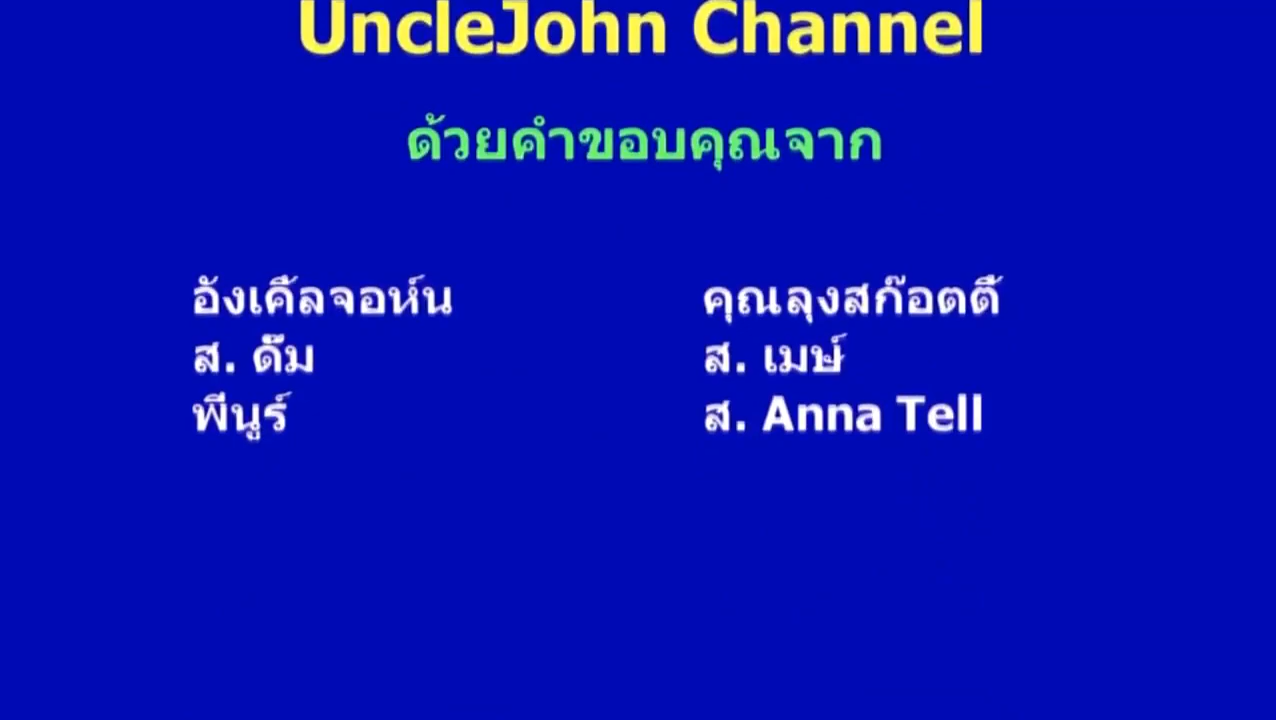 UncleJohn Channel
ด้วยคำขอบคุณจาก
อังเคิ้ลจอห์น
คุณลุงสก๊อตตี้
ส. ดั๊ม
ส. เมษ์
พี่นูร์
ส. Anna Tell